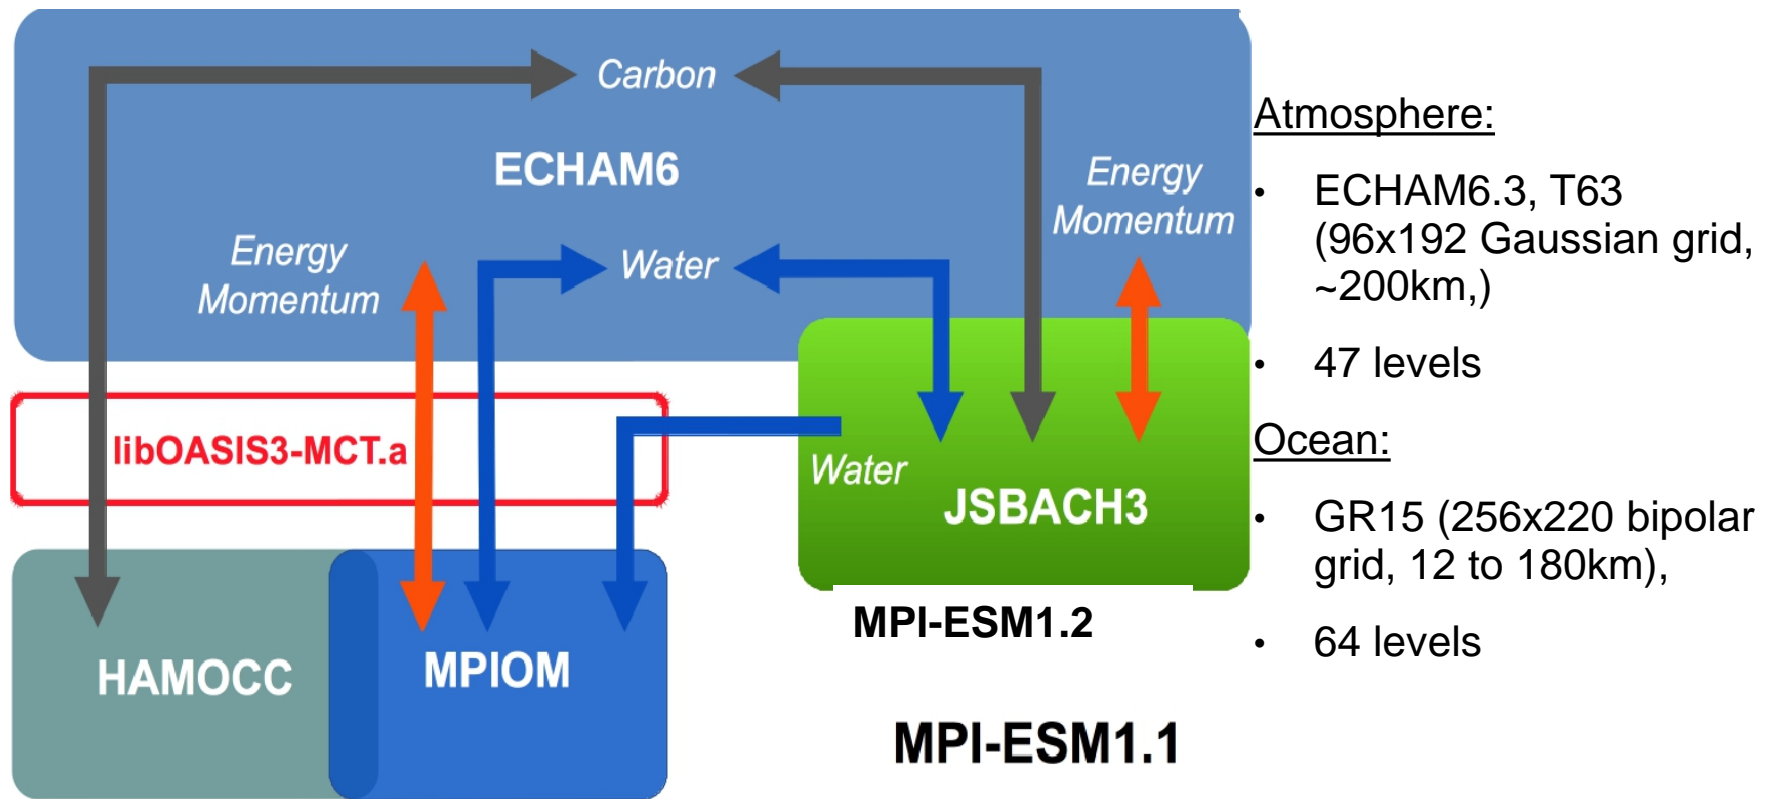 Carbon
ECHAM6
Energy
Momentum
Water
Energy
Momentum
libOASIS3-MCT.a
Water
JSBACH3
HAMOCC
MPIOM
MPI-ESM1.2
MPI-ESM1.1
Atmosphere:
• ECHAM6.3, T63
(96x192 Gaussian grid,
~200km,)
• 47 levels
Ocean:
• GR15 (256x220 bipolar
grid, 12 to 180km),
• 64 levels